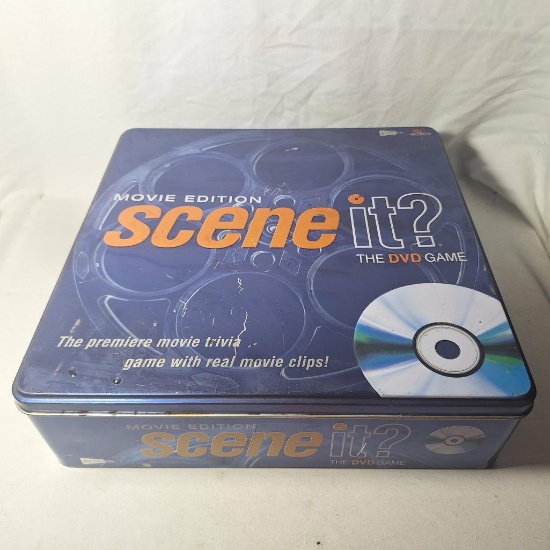 MOVIE EDITION
scene it?
THE DVD GAME
The premiere movie trivia
game with real movie clips!
MOVIE EDITION
scene it?
THE DVD GAME